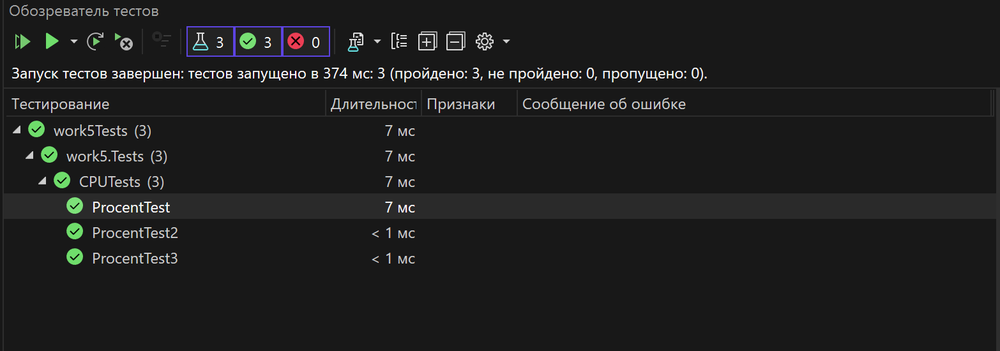 Обозреватель тестов
3 3 0
Запуск тестов завершен: тестов запущено в 374 мс: 3 (пройдено: 3, не пройдено: 0, пропущено: 0).
Тестирование Длительност Признаки Сообщение об ошибке
work5Tests (3) 7 мс
work5.Tests (3) 7 мс
CPUTests (3) 7 мс
ProcentTest 7 мс
ProcentTest2 < 1 мс
ProcentTest3 < 1 мс